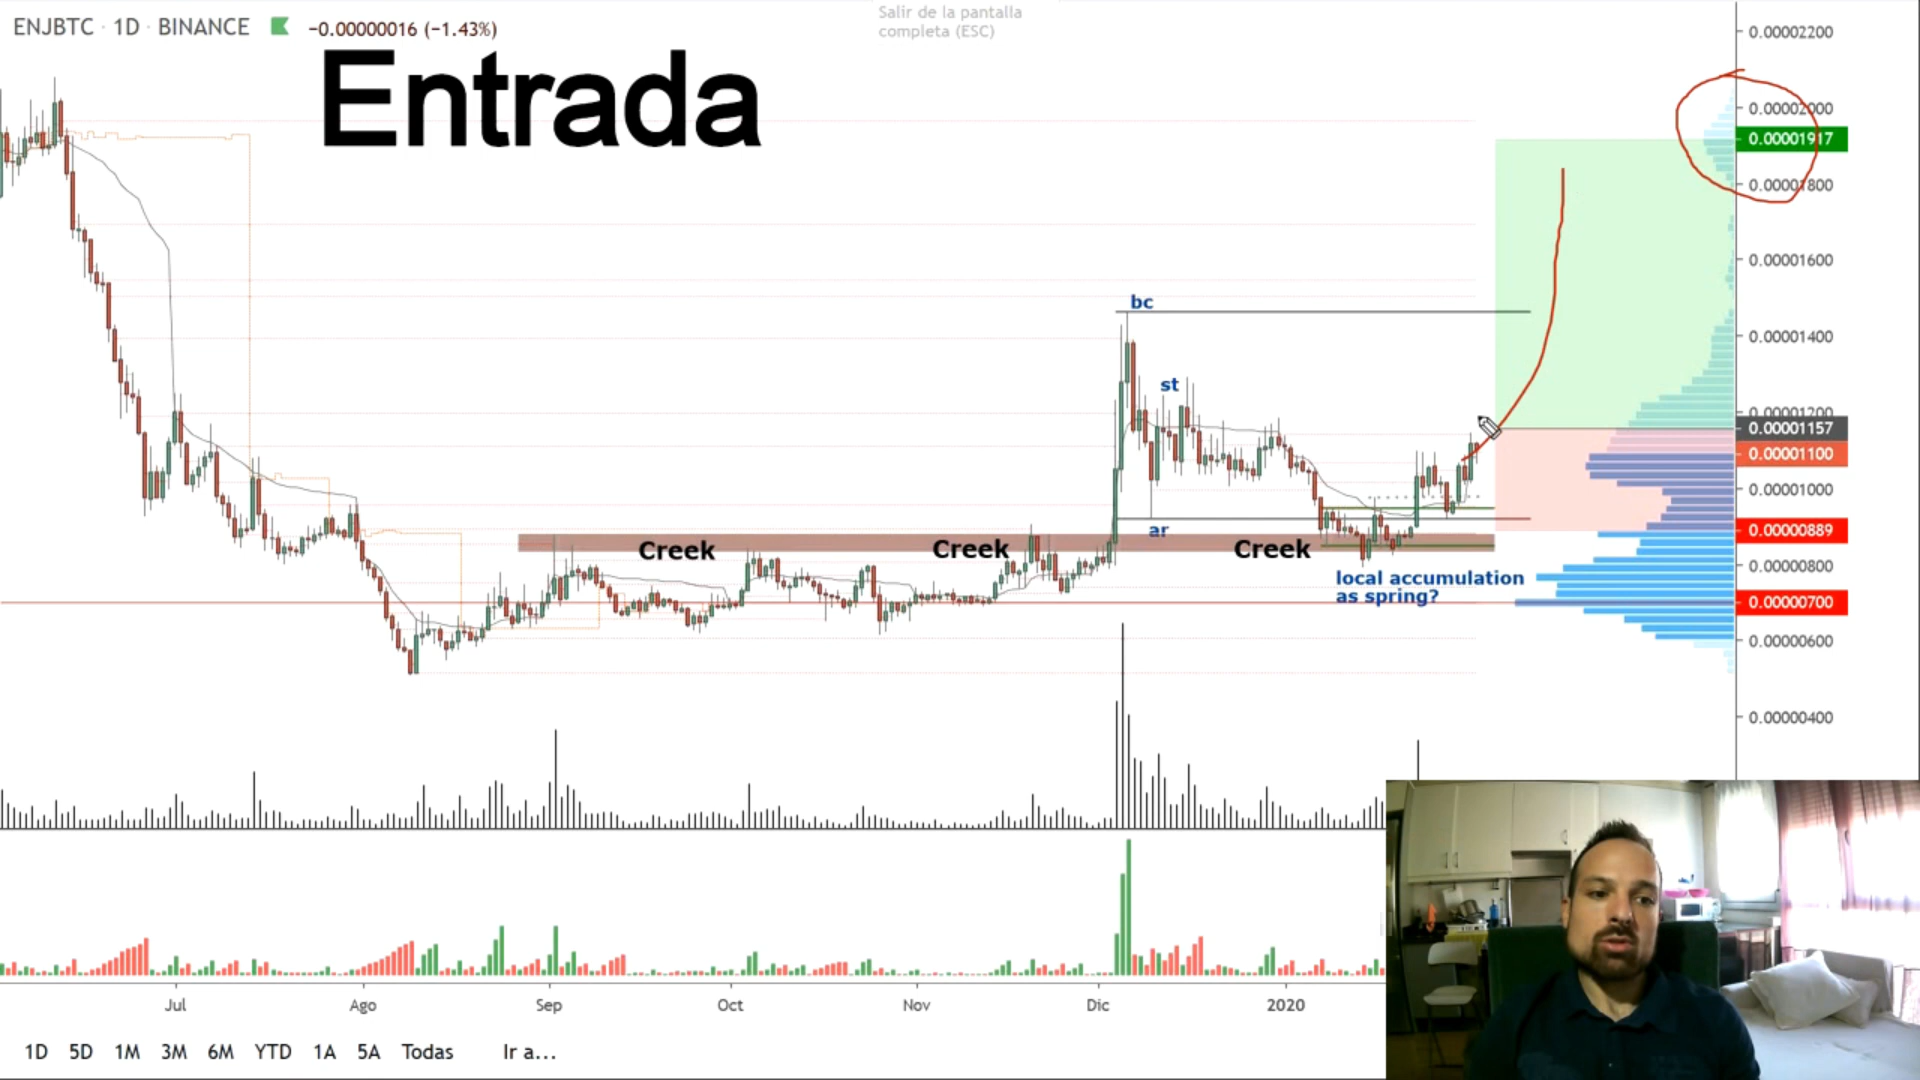 ENJBTC · 1D · BINANCE
−0.00000016 (−1.43%)
Salir de la pantalla
completa (ESC)
Entrada
0.00002200
0.00002000
0.00001917
0.00001800
0.00001600
bc
0.00001400
st
0.00001200
0.00001157
0.00001100
0.00001000
ar
0.00000889
Creek
Creek
Creek
0.00000800
local accumulation
as spring?
0.00000700
0.00000600
0.00000400
Jul
Ago
Sep
Oct
Nov
Dic
2020
1D 5D 1M 3M 6M YTD 1A 5A Todas Ir a...